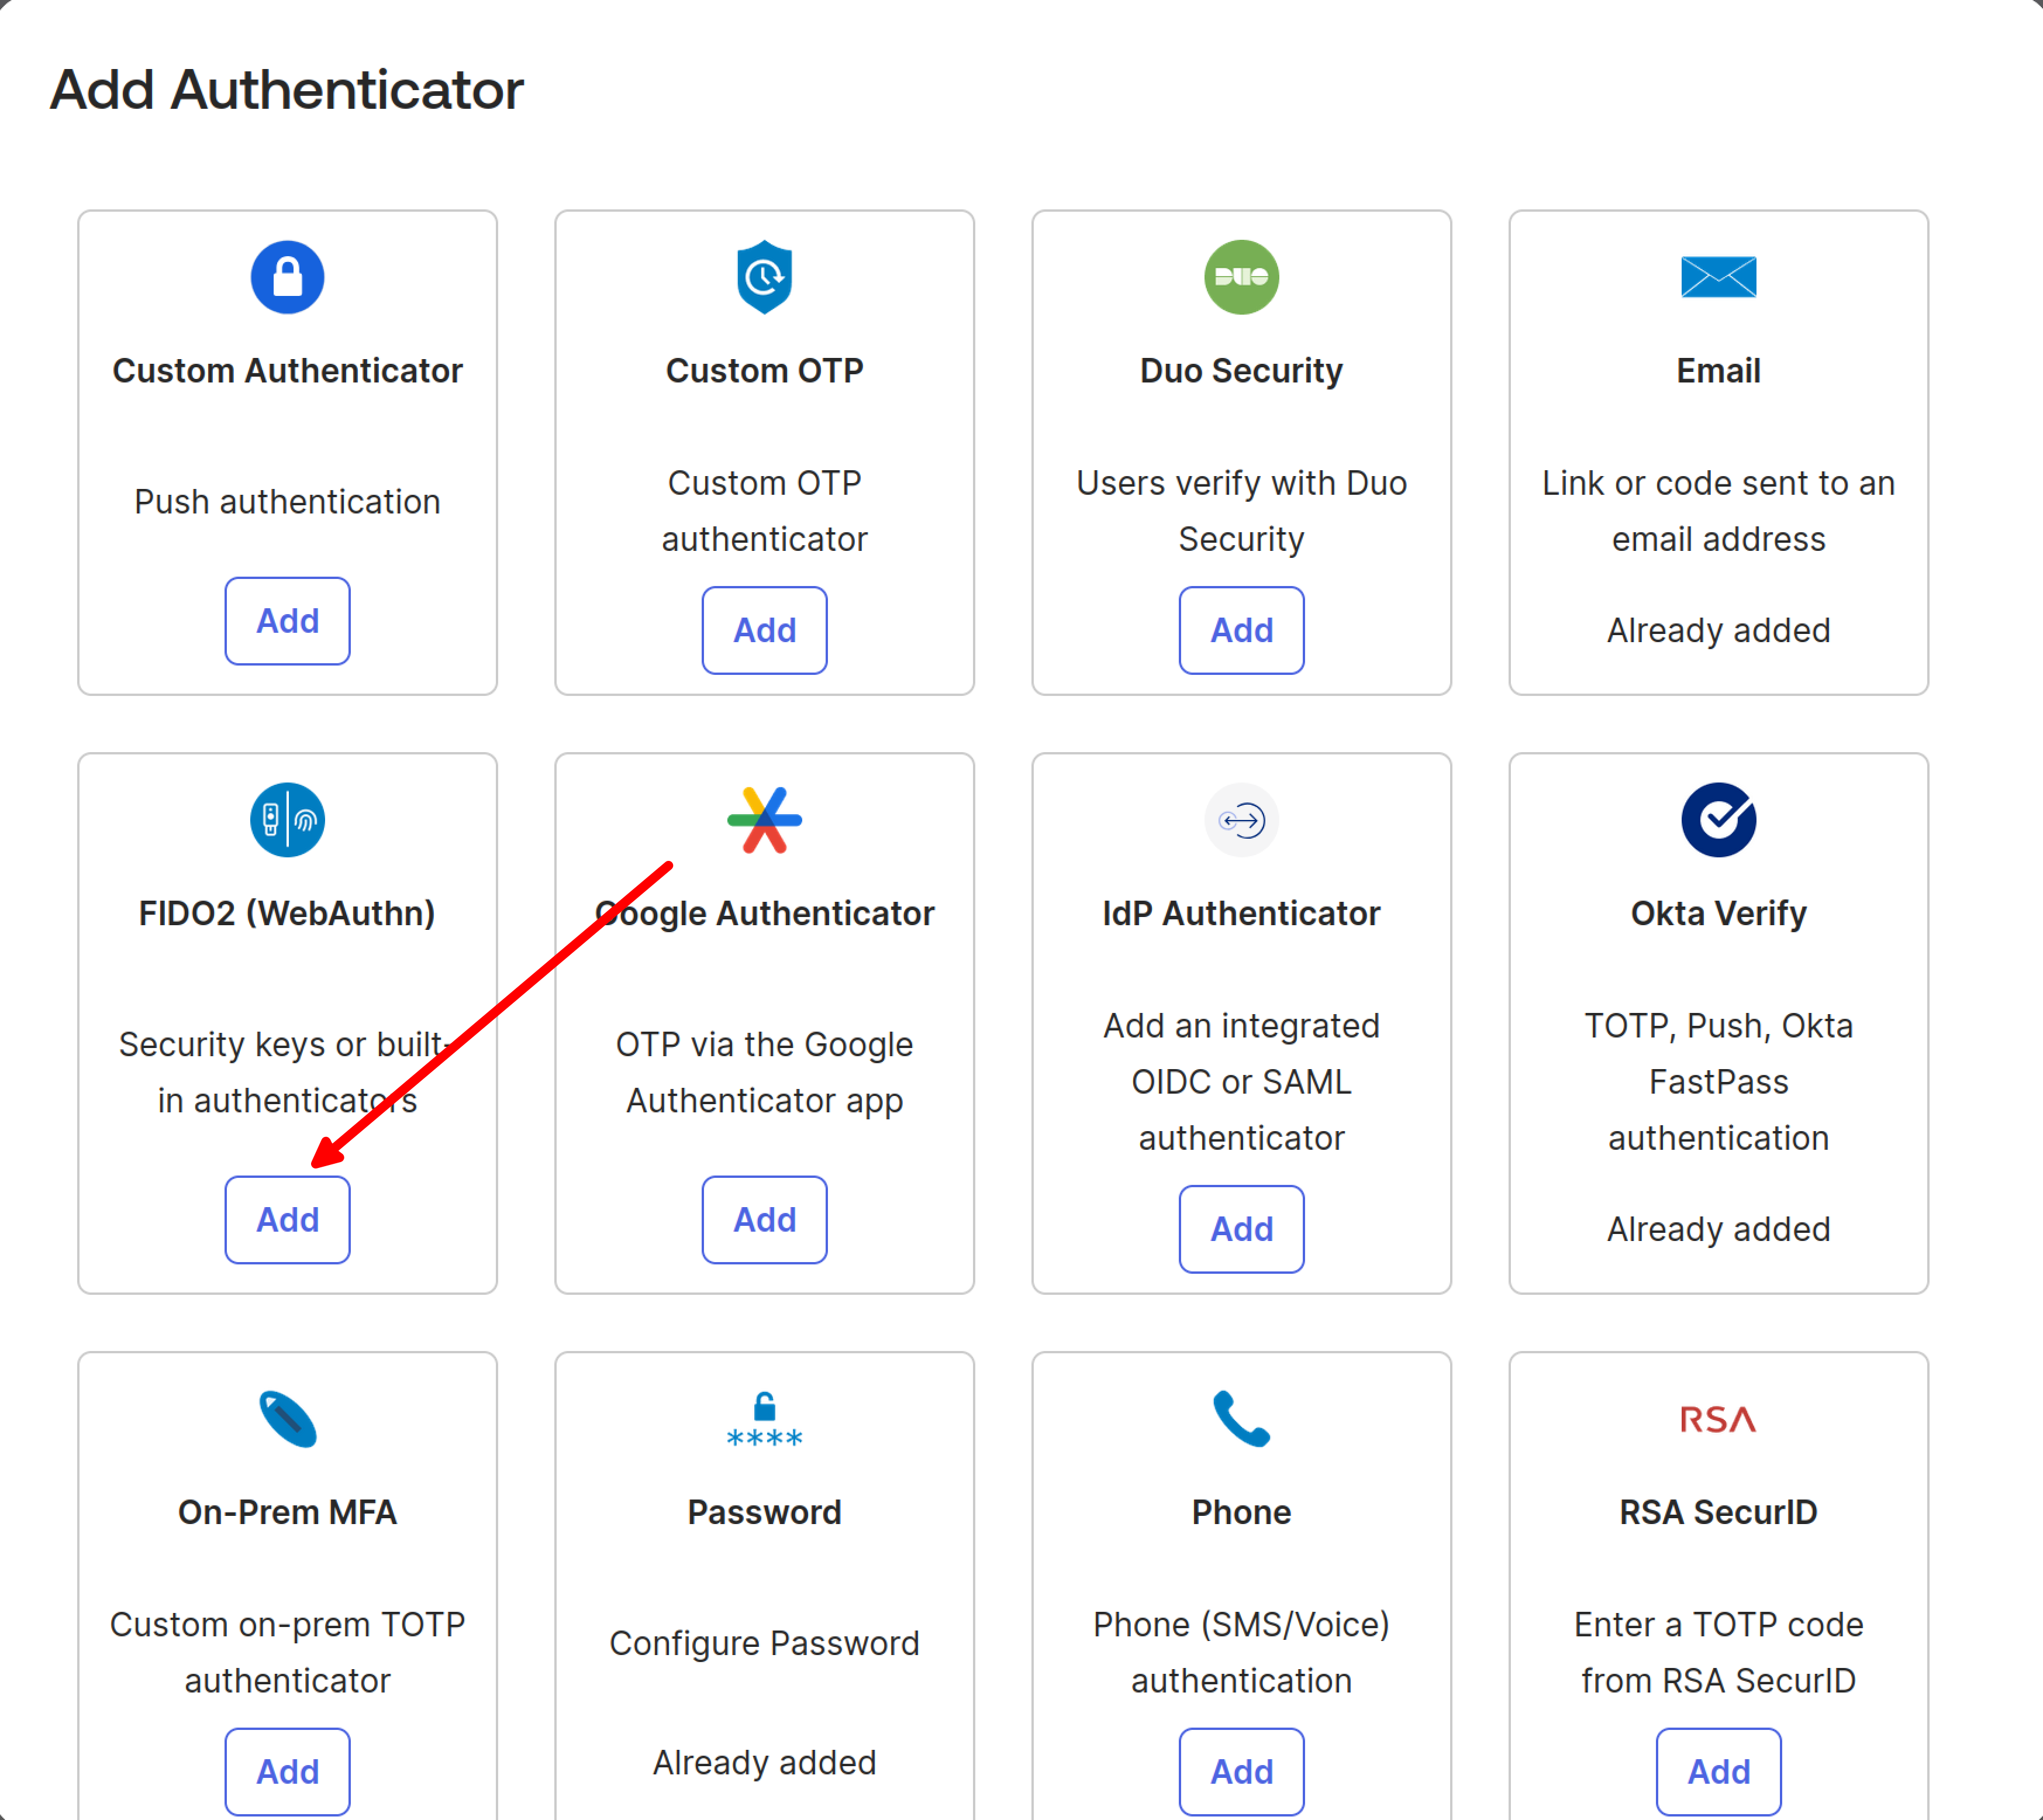 Add Authenticator
Custom Authenticator
Push authentication
Add
Custom OTP
Custom OTP
authenticator
Add
DUO
Duo Security
Users verify with Duo
Security
Add
Email
Link or code sent to an
email address
Already added
FIDO2 (WebAuthn)
Security keys or built-
in authenticators
Add
Google Authenticator
OTP via the Google
Authenticator app
Add
IdP Authenticator
Add an integrated
OIDC or SAML
authenticator
Add
Okta Verify
TOTP, Push, Okta
FastPass
authentication
Already added
On-Prem MFA
Custom on-prem TOTP
authenticator
Add
****
Password
Configure Password
Already added
Phone
Phone (SMS/Voice)
authentication
Add
RSA
RSA SecurID
Enter a TOTP code
from RSA SecurID
Add